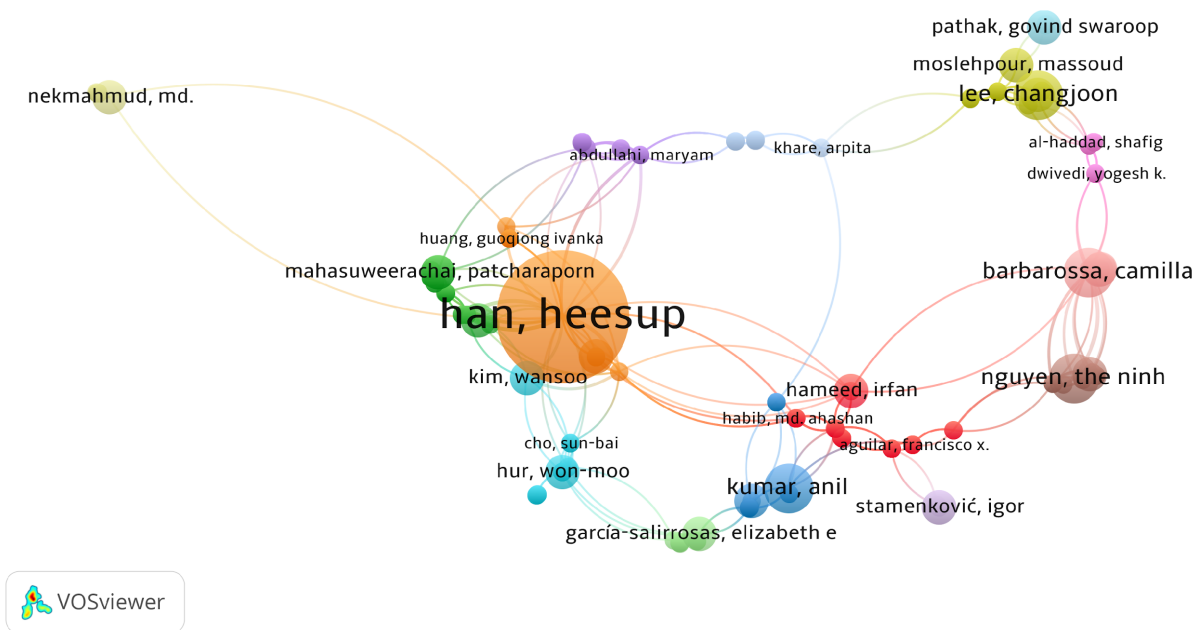 pathak, govind swaroop
moslehpour, massoud
nekmahmud, md.
lee, changjoon
al-haddad, shafig
khare, arpita
abdullahi, maryam
dwivedi, yogesh k.
huang, guoqiong ivanka
mahasuweerachai, patcharaporn
barbarossa, camilla
han, heesup
kim, wansoo
nguyen, the ninh
hameed, irfan
habib, md. ahashan
cho, sun-bai
aguilar, francisco x.
hur, won-moo
kumar, anil
stamenković, igor
garcía-salirrosas, elizabeth e
VOSviewer